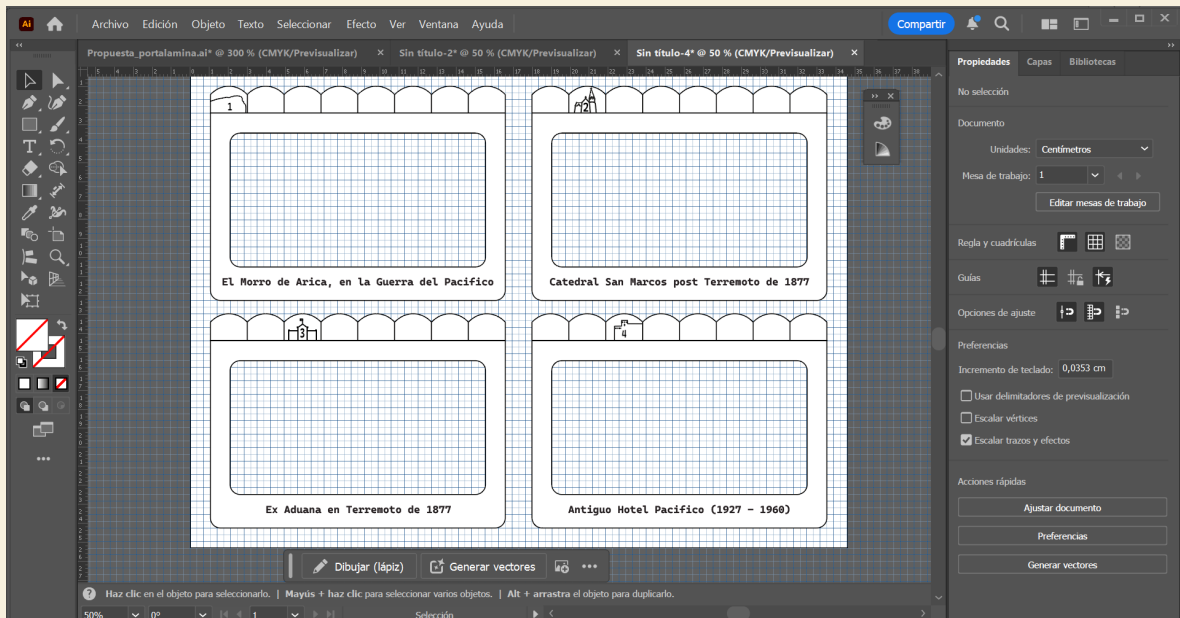 Ai Archivo Edición Objeto Texto Seleccionar Efecto Ver Ventana Ayuda Compartir
Propuesta_portalamina.ai* @ 300 % (CMYK/Previsualizar) × Sin título-2* @ 50 % (CMYK/Previsualizar) × Sin título-4* @ 50 % (CMYK/Previsualizar) ×
1
2
El Morro de Arica, en la Guerra del Pacifico
Catedral San Marcos post Terremoto de 1877
3
4
Ex Aduana en Terremoto de 1877
Antiguo Hotel Pacifico (1927 - 1960)
Dibujar (lápiz) Generar vectores
Haz clic en el objeto para seleccionarlo. | Mayús + haz clic para seleccionar varios objetos. | Alt + arrastra el objeto para duplicarlo.
50% 0° 1 Selección
Propiedades Capas Bibliotecas
No selección
Documento
Unidades: Centímetros
Mesa de trabajo: 1
Editar mesas de trabajo
Regla y cuadrículas
Guías
Opciones de ajuste
Preferencias
Incremento de teclado: 0,0353 cm
Usar delimitadores de previsualización
Escalar vértices
Escalar trazos y efectos
Acciones rápidas
Ajustar documento
Preferencias
Generar vectores